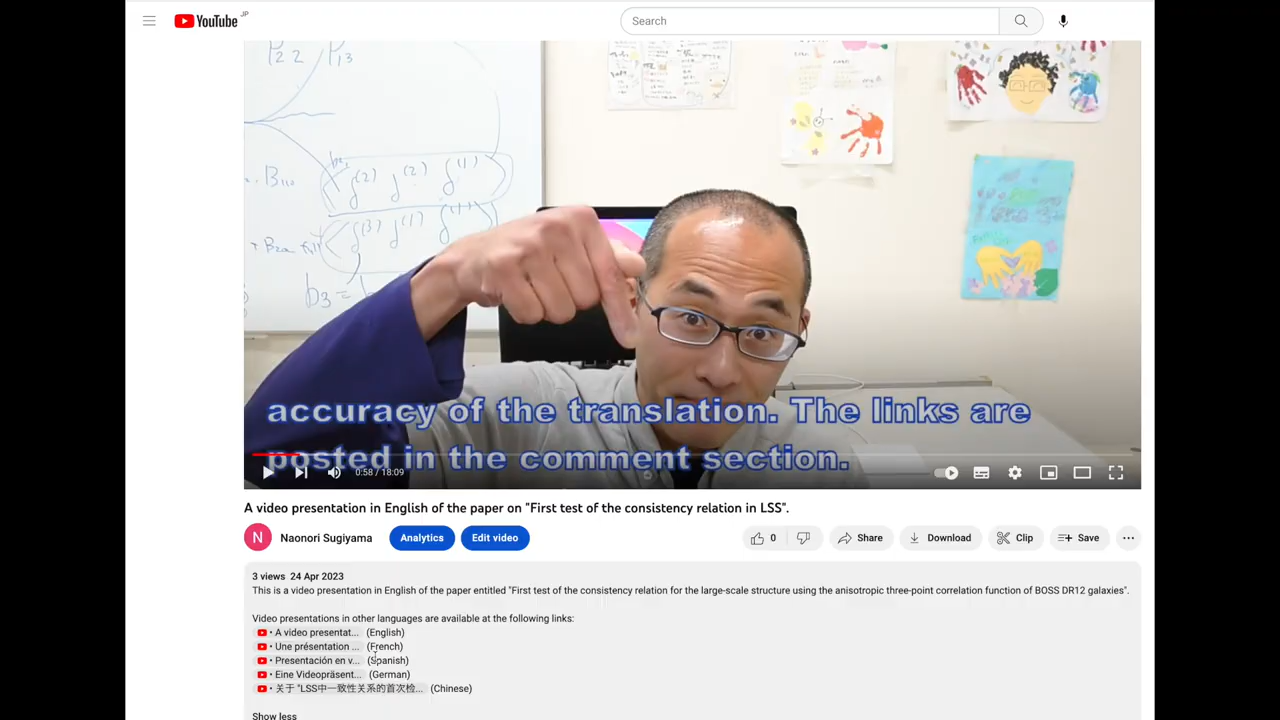 YouTube JP
Search
P22 P13
B110
b3 =
accuracy of the translation. The links are
posted in the comment section.
0:58 / 18:09
A video presentation in English of the paper on "First test of the consistency relation in LSS".
N Naonori Sugiyama Analytics Edit video 0 Share Download Clip Save
3 views 24 Apr 2023
This is a video presentation in English of the paper entitled "First test of the consistency relation for the large-scale structure using the anisotropic three-point correlation function of BOSS DR12 galaxies".
Video presentations in other languages are available at the following links:
• A video presentat... (English)
• Une présentation ... (French)
• Presentación en v... (Spanish)
• Eine Videopräsent... (German)
• 关于 "LSS中一致性关系的首次检... (Chinese)
Show less